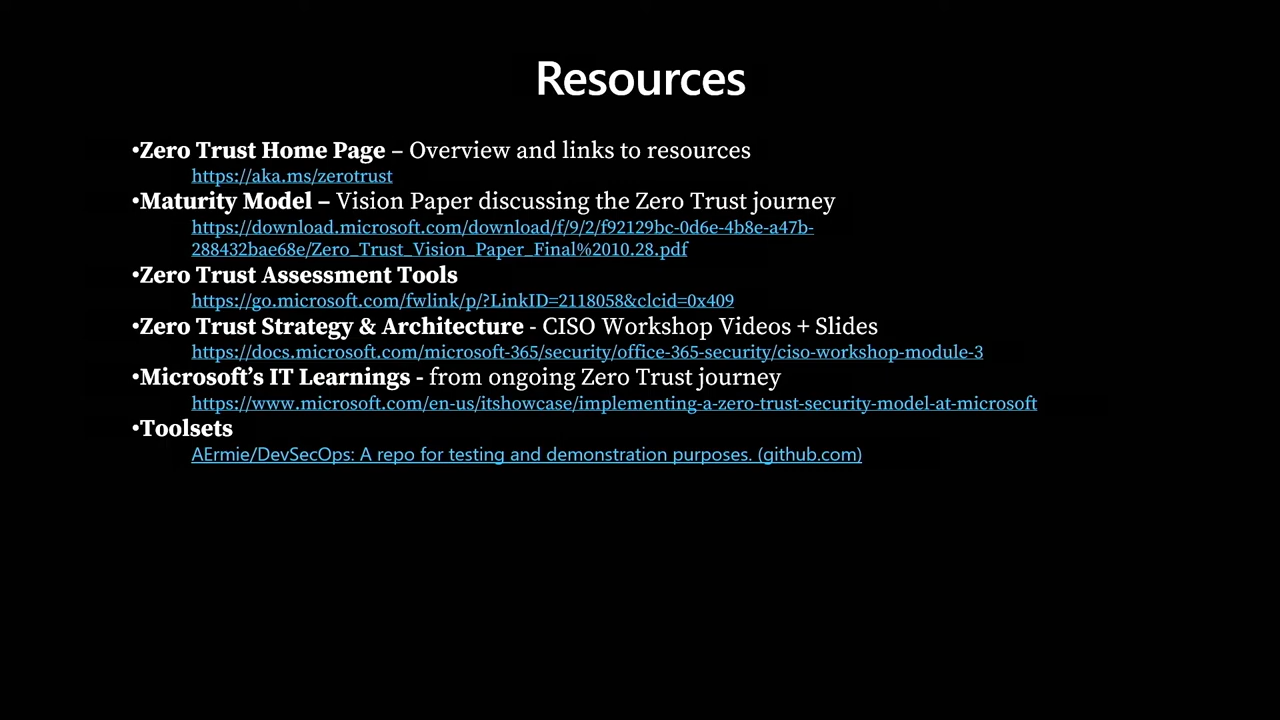 Resources
•Zero Trust Home Page – Overview and links to resources
https://aka.ms/zerotrust
•Maturity Model – Vision Paper discussing the Zero Trust journey
https://download.microsoft.com/download/f/9/2/f92129bc-0d6e-4b8e-a47b-
288432bae68e/Zero_Trust_Vision_Paper_Final%2010.28.pdf
•Zero Trust Assessment Tools
https://go.microsoft.com/fwlink/p/?LinkID=2118058&clcid=0x409
•Zero Trust Strategy & Architecture - CISO Workshop Videos + Slides
https://docs.microsoft.com/microsoft-365/security/office-365-security/ciso-workshop-module-3
•Microsoft’s IT Learnings - from ongoing Zero Trust journey
https://www.microsoft.com/en-us/itshowcase/implementing-a-zero-trust-security-model-at-microsoft
•Toolsets
AErmie/DevSecOps: A repo for testing and demonstration purposes. (github.com)